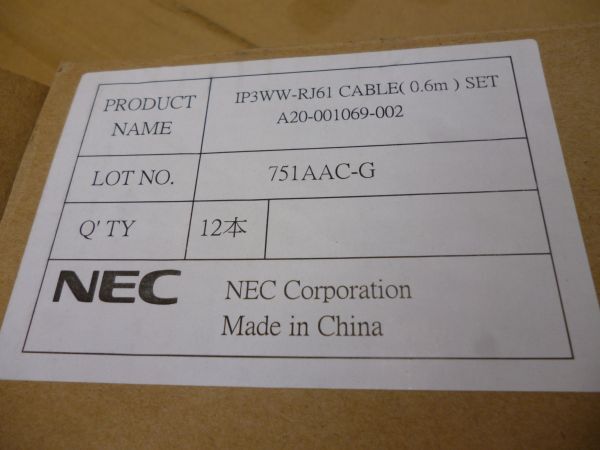 PRODUCT NAME
IP3WW-RJ61 CABLE( 0.6m ) SET
A20-001069-002
LOT NO.
751AAC-G
Q' TY
12本
NEC
NEC Corporation
Made in China